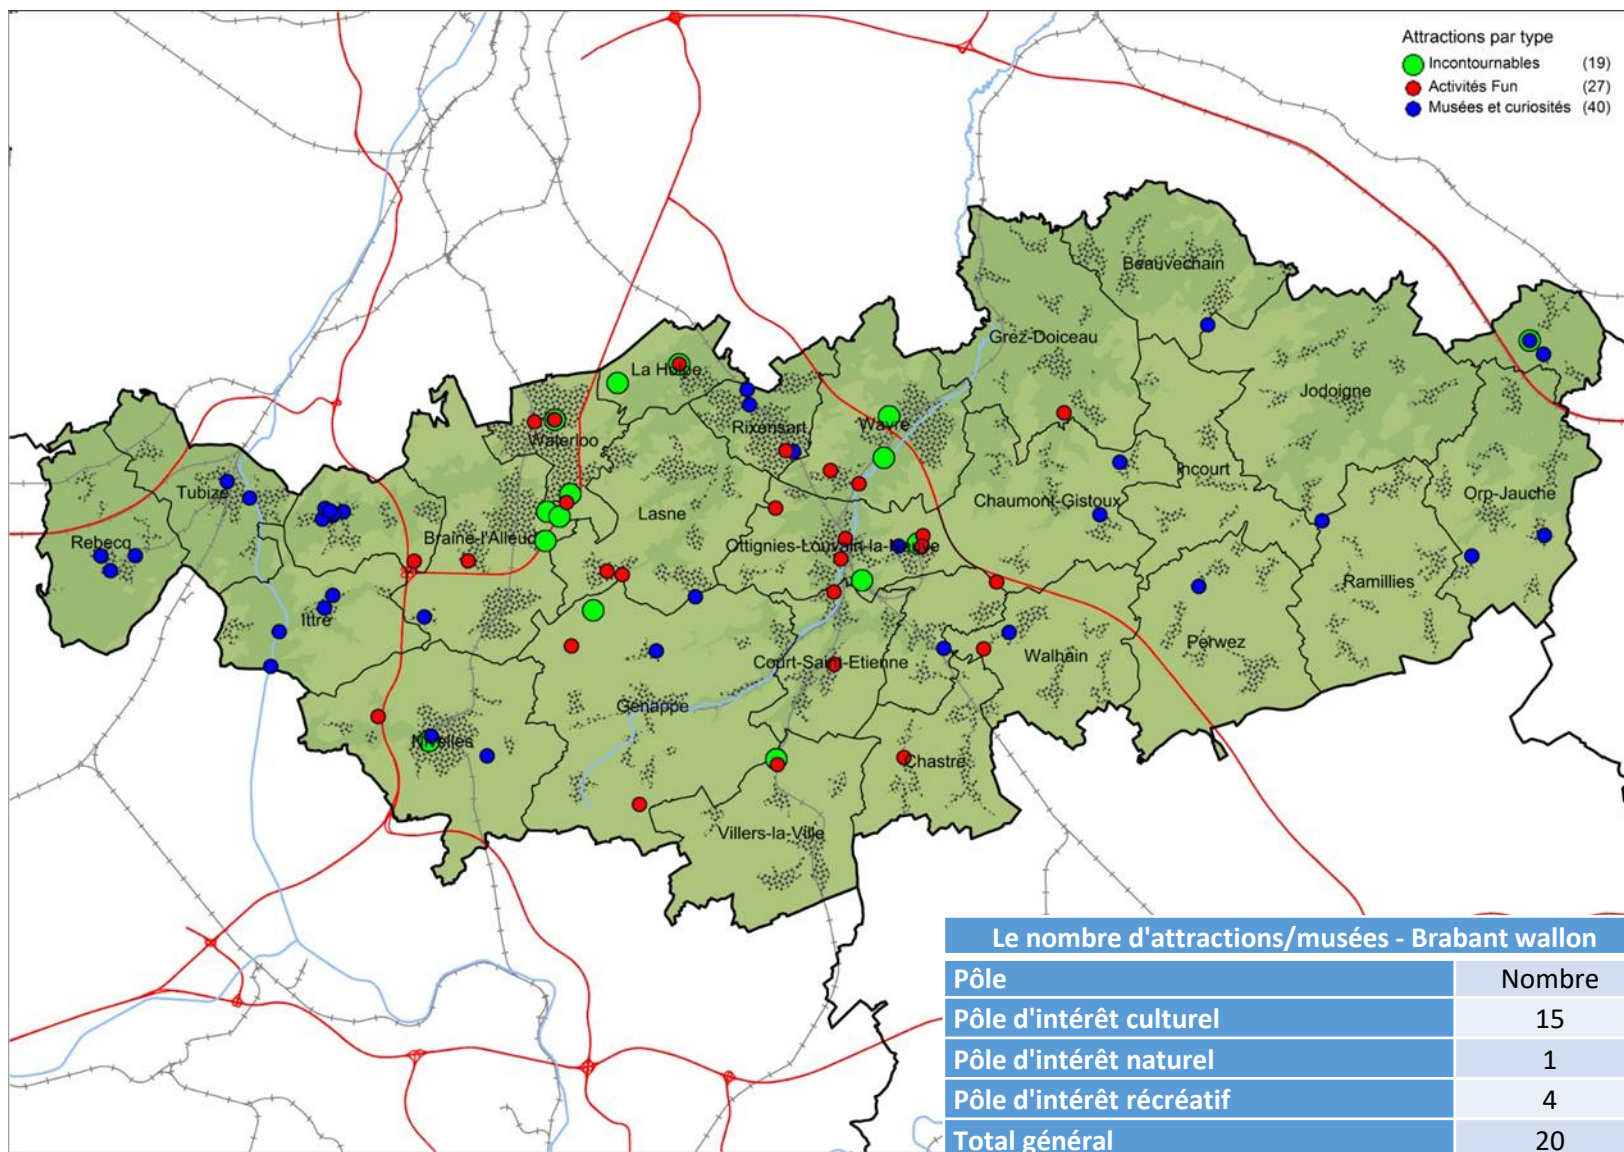 Attractions par type
Incontournables (19)
Activités Fun (27)
Musées et curiosités (40)
Beauvechain
Grez-Doiceau
La Hulpe
Jodoigne
Rixensart
Wavre
Waterloo
Incourt
Tubize
Chaumont-Gistoux
Orp-Jauche
Lasne
Rebecq
Braine-l'Alleud
Ottignies-Louvain-la-Neuve
Ramillies
Ittre
Perwez
Walhain
Court-Saint-Etienne
Genappe
Nivelles
Chastre
Villers-la-Ville
Le nombre d'attractions/musées - Brabant wallon
Pôle Nombre
Pôle d'intérêt culturel 15
Pôle d'intérêt naturel 1
Pôle d'intérêt récréatif 4
Total général 20